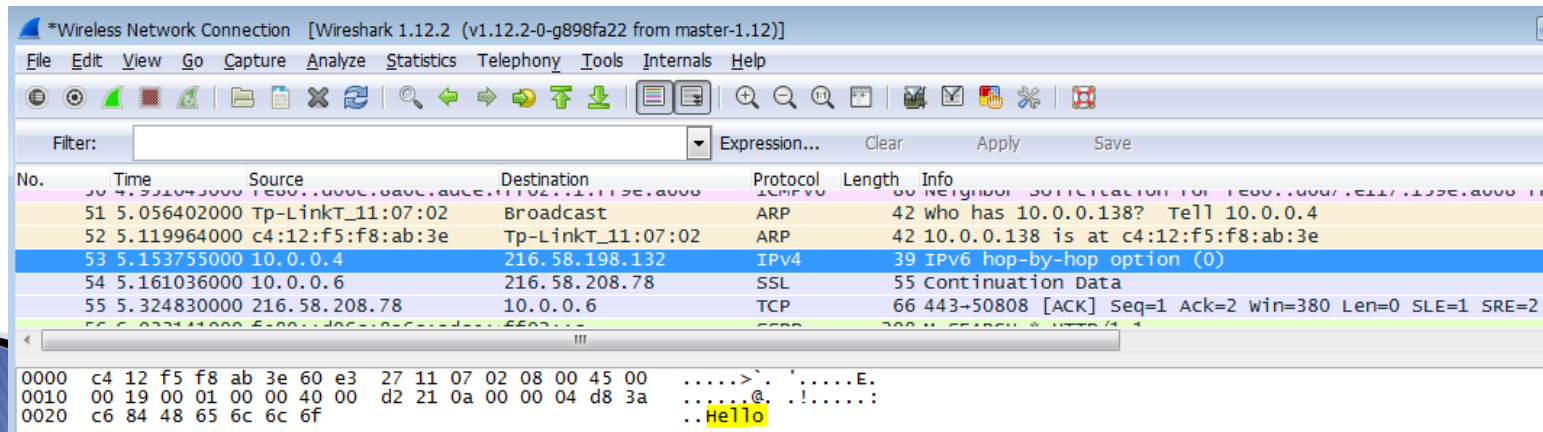 *Wireless Network Connection [Wireshark 1.12.2 (v1.12.2-0-g898fa22 from master-1.12)]
File Edit View Go Capture Analyze Statistics Telephony Tools Internals Help
Filter: Expression... Clear Apply Save
No. Time Source Destination Protocol Length Info
51 5.056402000 Tp-LinkT_11:07:02 Broadcast ARP 42 Who has 10.0.0.138? Tell 10.0.0.4
52 5.119964000 c4:12:f5:f8:ab:3e Tp-LinkT_11:07:02 ARP 42 10.0.0.138 is at c4:12:f5:f8:ab:3e
53 5.153755000 10.0.0.4 216.58.198.132 IPv4 39 IPv6 hop-by-hop option (0)
54 5.161036000 10.0.0.6 216.58.208.78 SSL 55 Continuation Data
55 5.324830000 216.58.208.78 10.0.0.6 TCP 66 443→50808 [ACK] Seq=1 Ack=2 Win=380 Len=0 SLE=1 SRE=2
0000 c4 12 f5 f8 ab 3e 60 e3 27 11 07 02 08 00 45 00 .....>`. '.....E.
0010 00 19 00 01 00 00 40 00 d2 21 0a 00 00 04 d8 3a ......@. .!.....:
0020 c6 84 48 65 6c 6c 6f ..Hello